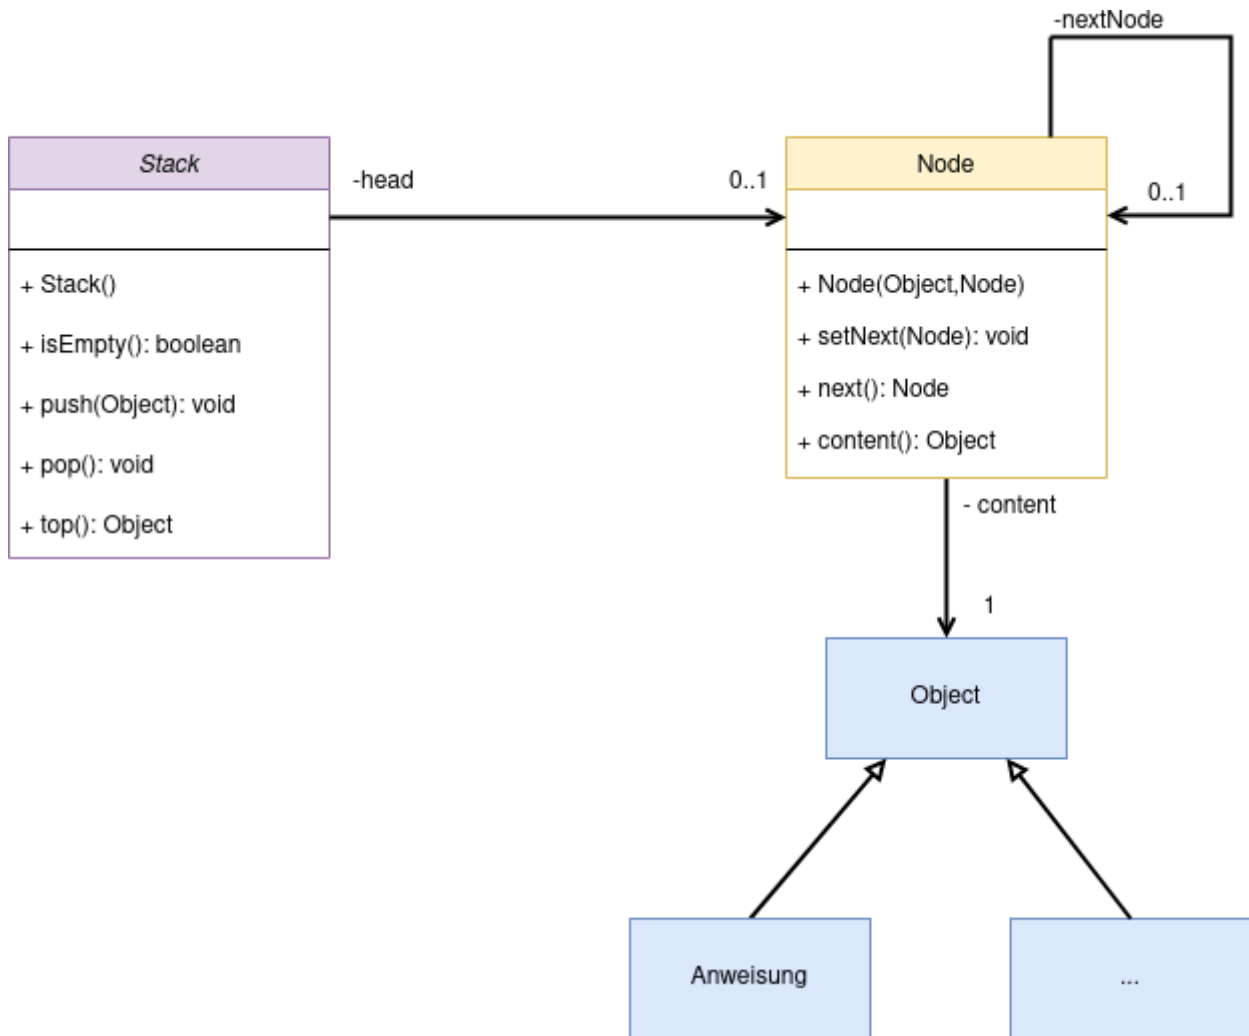 -nextNode
Stack
-head
0..1
Node
0..1
+ Stack()
+ isEmpty(): boolean
+ push(Object): void
+ pop(): void
+ top(): Object
+ Node(Object,Node)
+ setNext(Node): void
+ next(): Node
+ content(): Object
- content
1
Object
Anweisung
...